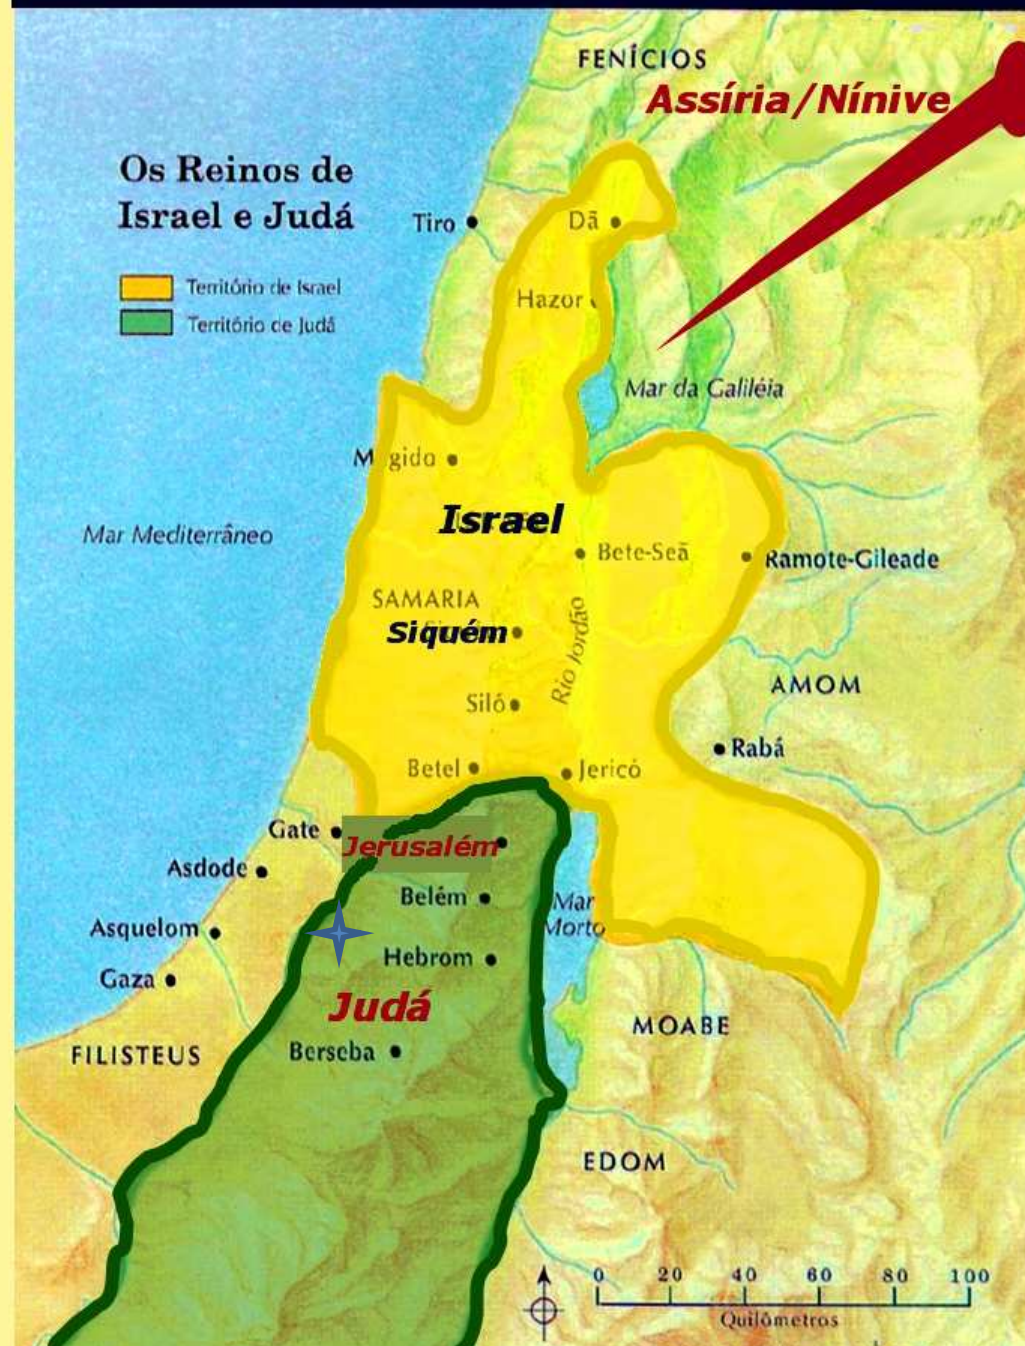 FENÍCIOS
Assíria/Nínive
Os Reinos de
Israel e Judá
Território de Israel
Território de Judá
Tiro
Dã
Hazor
Mar da Galiléia
M gido
Israel
Mar Mediterrâneo
Bete-Seã
Ramote-Gileade
SAMARIA
Siquém
Rio Jordão
AMOM
Siló
Rabá
Betel
Jericó
Gate
Jerusalém
Asdode
Belém
Mar
Morto
Asquelom
Hebrom
Gaza
Judá
MOABE
FILISTEUS
Berseba
EDOM
0 20 40 60 80 100
Quilômetros